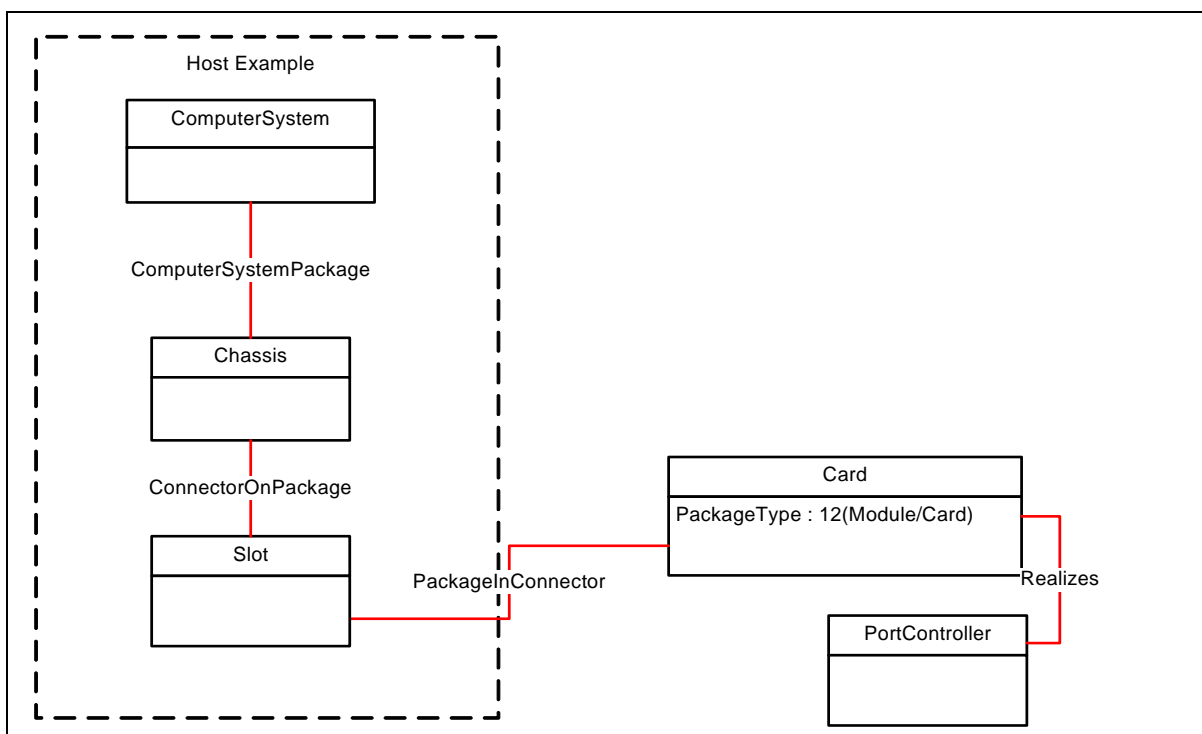 Host Example
ComputerSystem
ComputerSystemPackage
Chassis
ConnectorOnPackage
Slot
PackageInConnector
Card
PackageType : 12(Module/Card)
Realizes
PortController